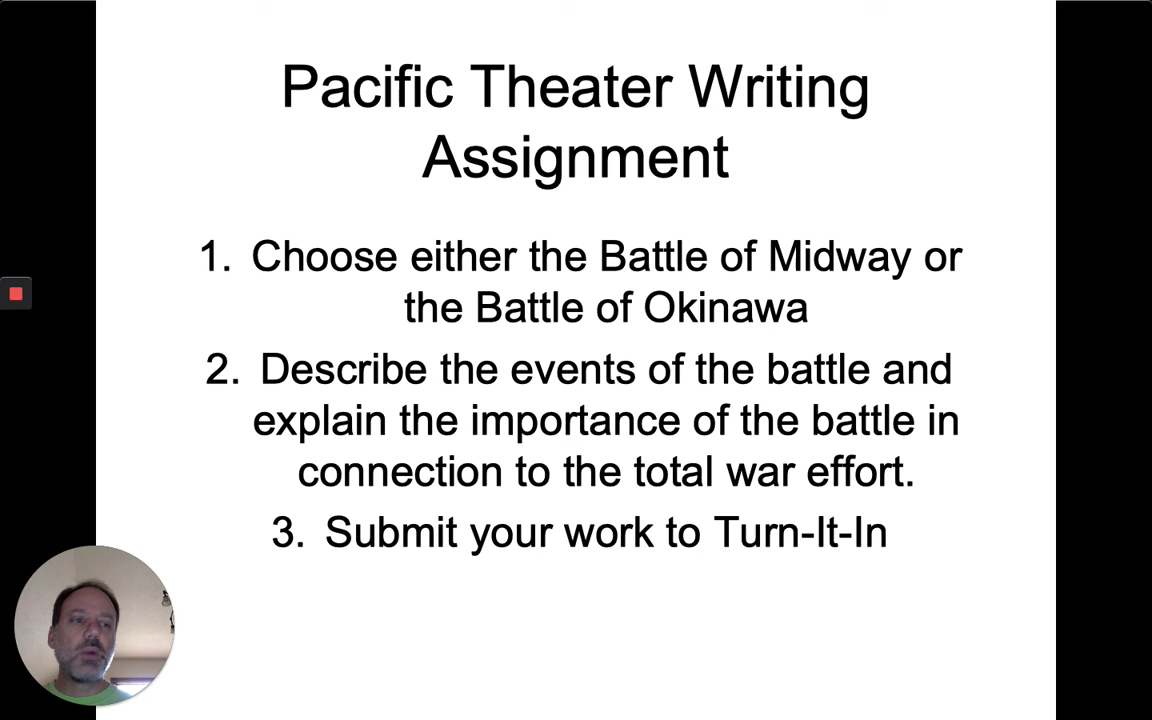 Pacific Theater Writing
Assignment
1. Choose either the Battle of Midway or
the Battle of Okinawa
2. Describe the events of the battle and
explain the importance of the battle in
connection to the total war effort.
3. Submit your work to Turn-It-In